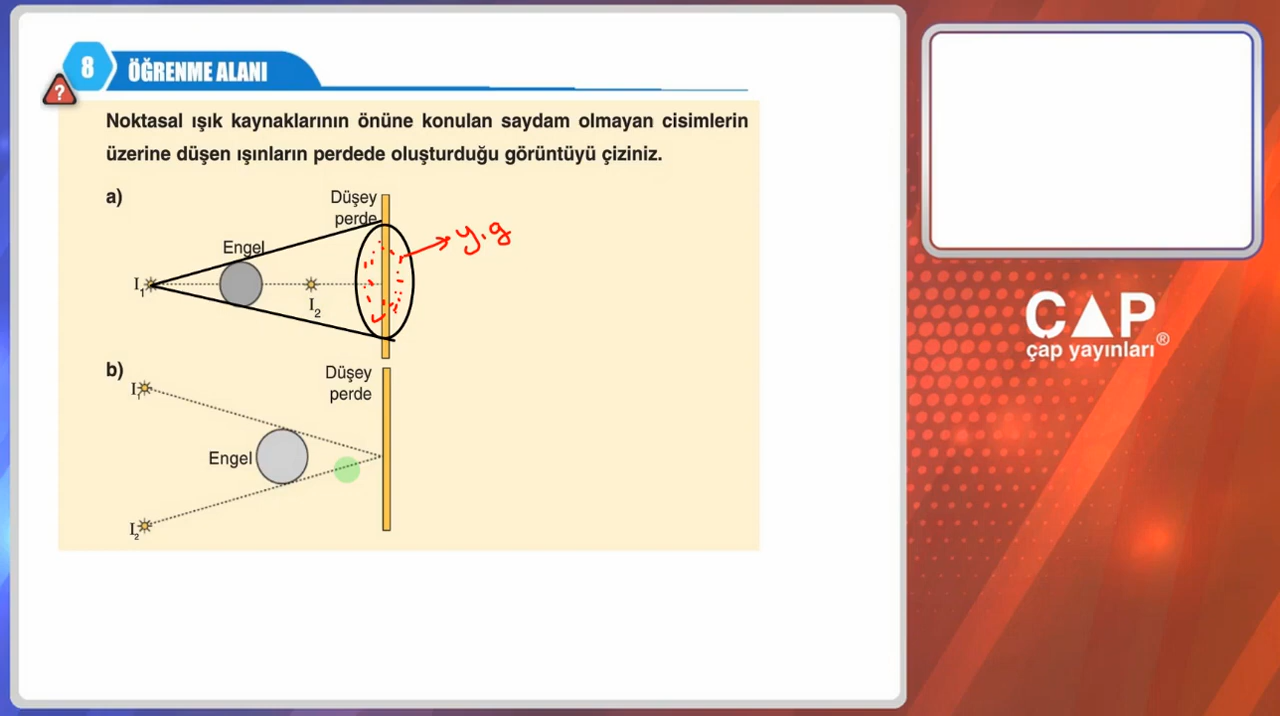 8 ÖĞRENME ALANI
?
Noktasal ışık kaynaklarının önüne konulan saydam olmayan cisimlerin
üzerine düşen ışınların perdede oluşturduğu görüntüyü çiziniz.
a)
Düşey
perde
Engel
I1
I2
y.g
b)
Düşey
perde
I1
Engel
I2
ÇAP®
çap yayınları